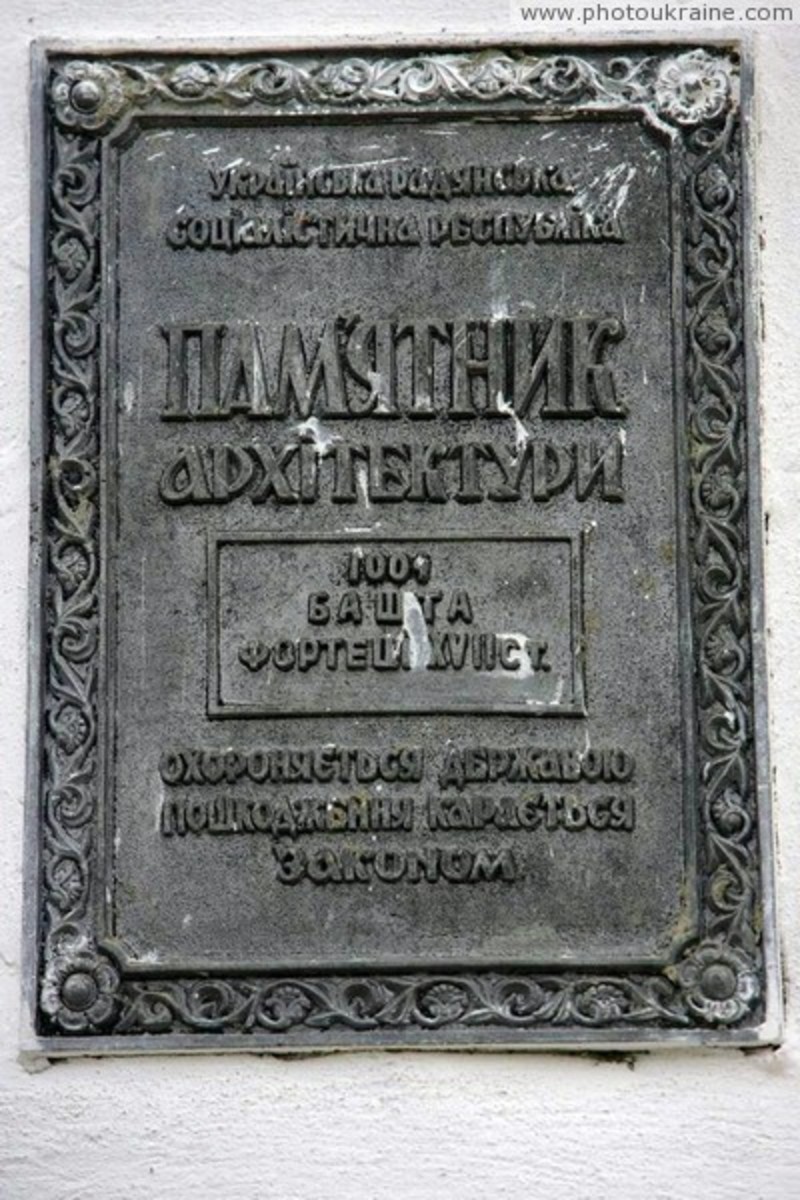 www.photoukraine.com
Українська Радянська
Соціалістична Республіка
ПАМ'ЯТНИК
АРХІТЕКТУРИ
1004
БАШТА
ФОРТЕЦІ XVII СТ.
ОХОРОНЯЄТЬСЯ ДЕРЖАВОЮ
ПОШКОДЖЕННЯ КАРАЄТЬСЯ
ЗАКОНОМ